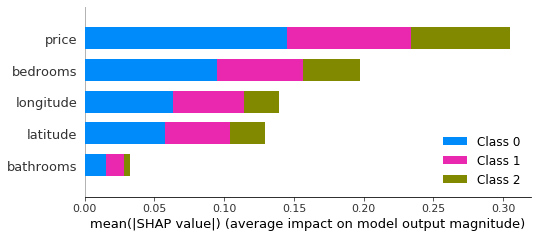 price
bedrooms
longitude
latitude
bathrooms
Class 0
Class 1
Class 2
0.00 0.05 0.10 0.15 0.20 0.25 0.30
mean(|SHAP value|) (average impact on model output magnitude)